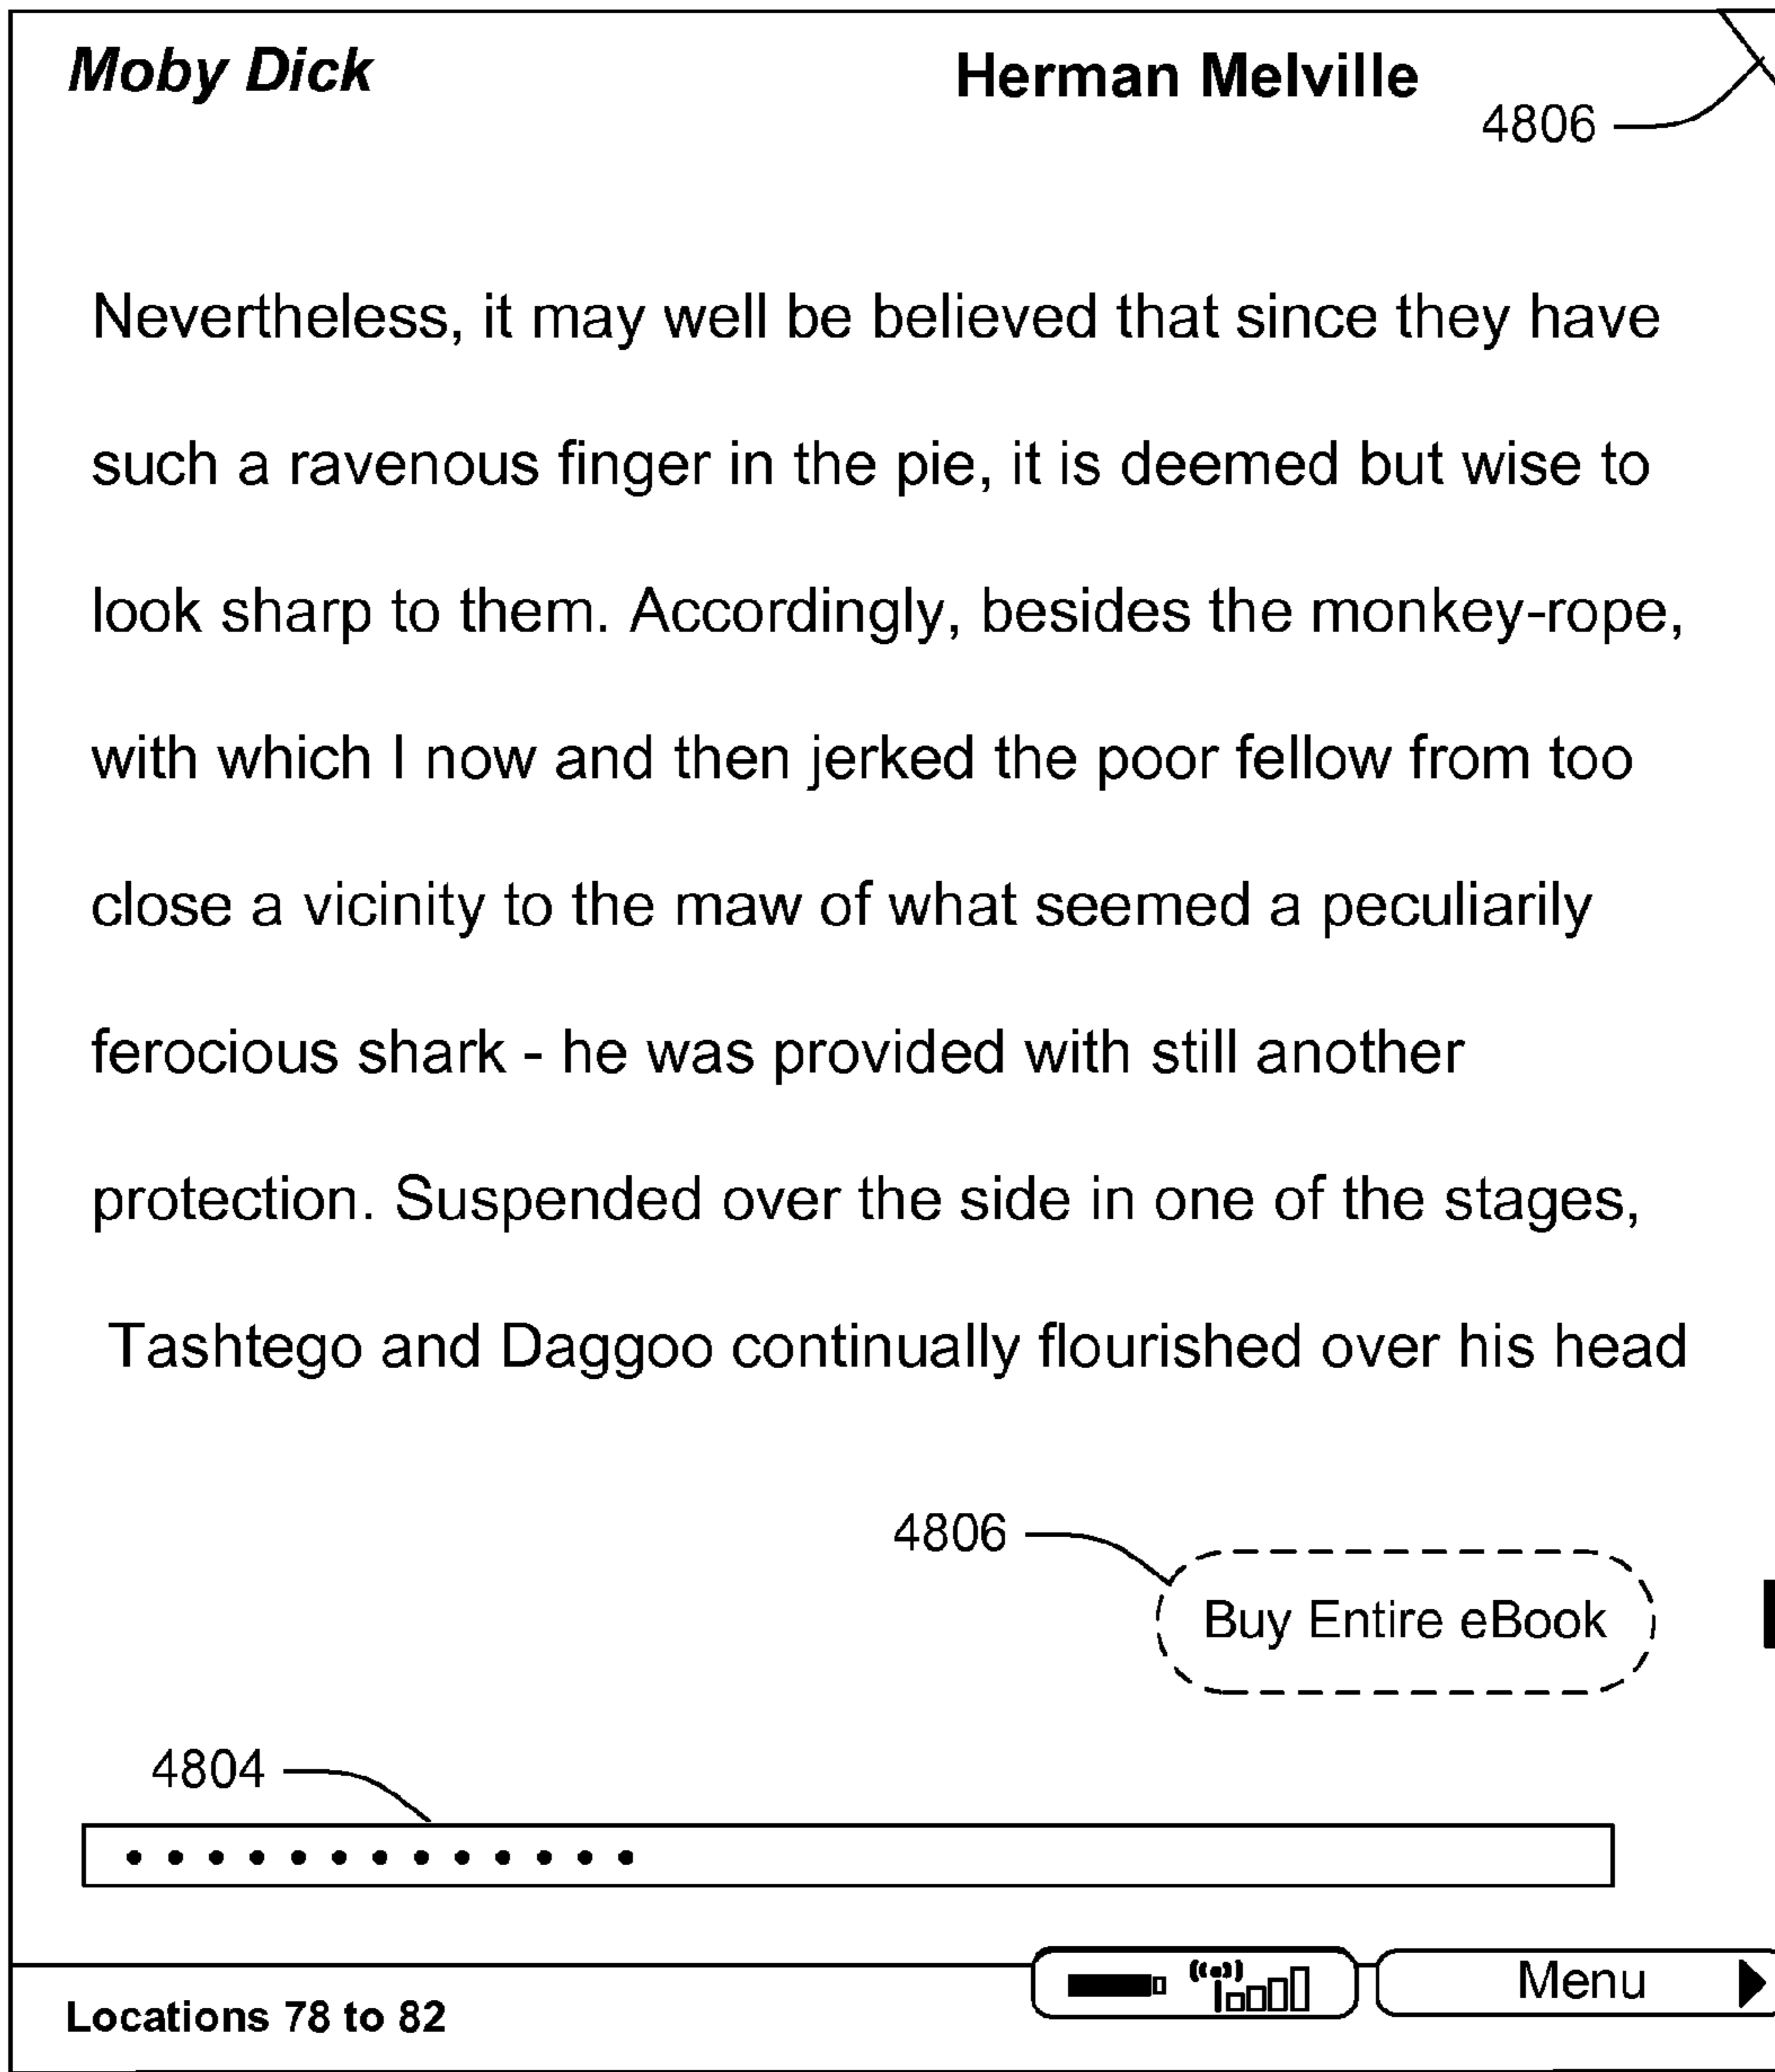 Moby Dick
Herman Melville
4806
Nevertheless, it may well be believed that since they have
such a ravenous finger in the pie, it is deemed but wise to
look sharp to them. Accordingly, besides the monkey-rope,
with which I now and then jerked the poor fellow from too
close a vicinity to the maw of what seemed a peculiarily
ferocious shark - he was provided with still another
protection. Suspended over the side in one of the stages,
Tashtego and Daggoo continually flourished over his head
4806
Buy Entire eBook
4804
Menu
Locations 78 to 82